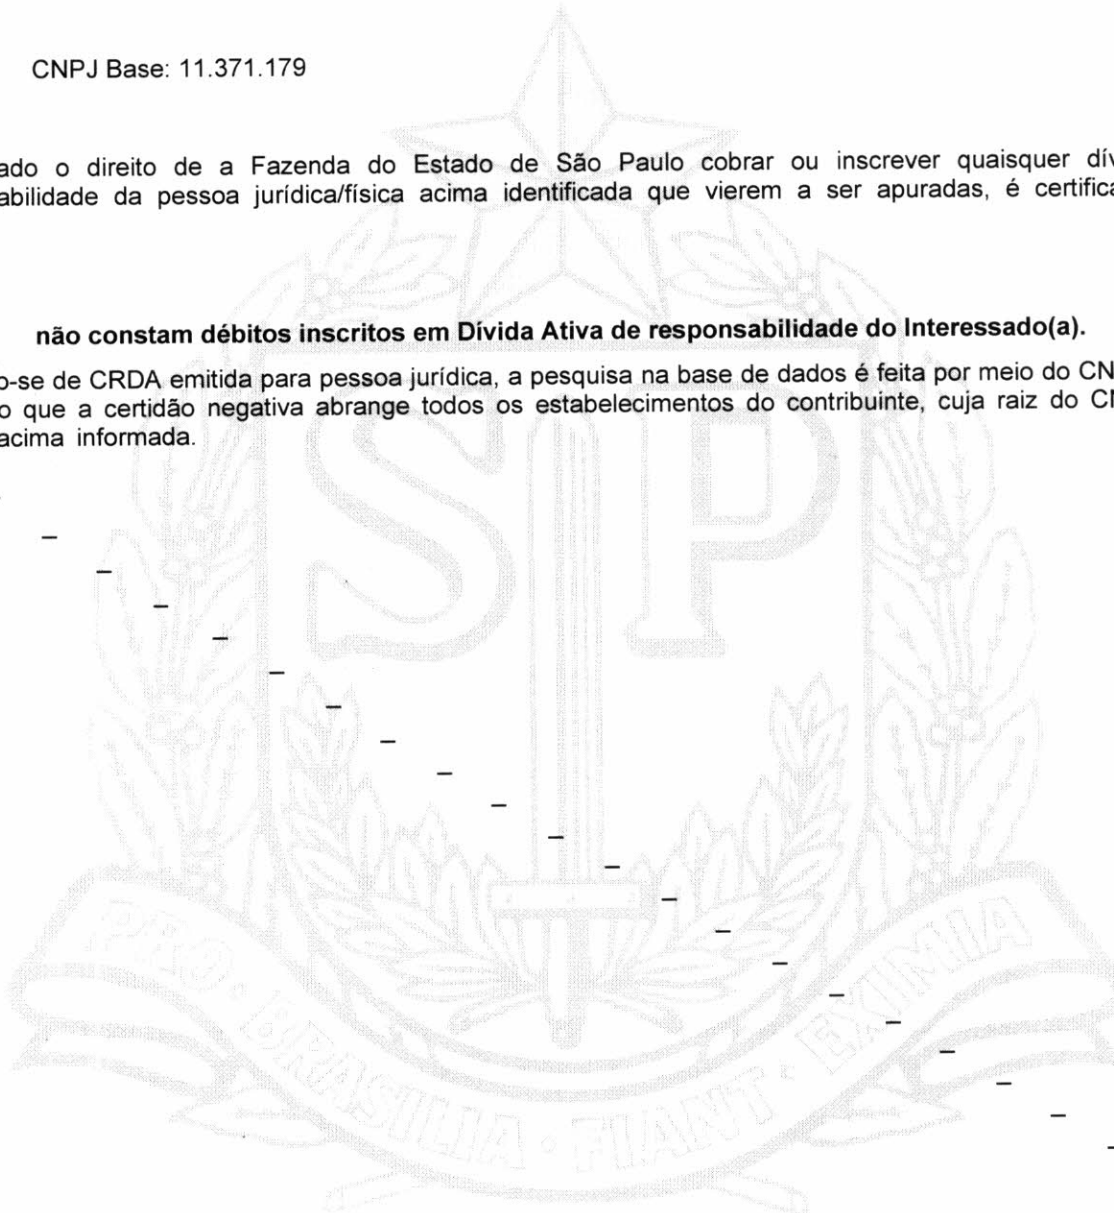 CNPJ Base: 11.371.179
ado o direito de a Fazenda do Estado de São Paulo cobrar ou inscrever quaisquer dív
abilidade da pessoa jurídica/física acima identificada que vierem a ser apuradas, é certifica
não constam débitos inscritos em Dívida Ativa de responsabilidade do Interessado(a).
o-se de CRDA emitida para pessoa jurídica, a pesquisa na base de dados é feita por meio do CN
o que a certidão negativa abrange todos os estabelecimentos do contribuinte, cuja raiz do CN
acima informada.
SP
PRO · BRASILIA · FIANT · EXIMIA